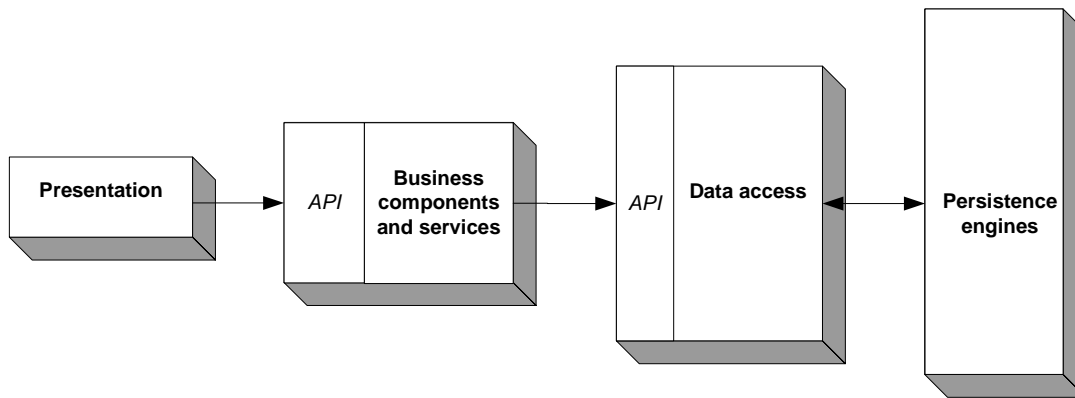 Presentation
API
Business
components
and services
API
Data access
Persistence
engines